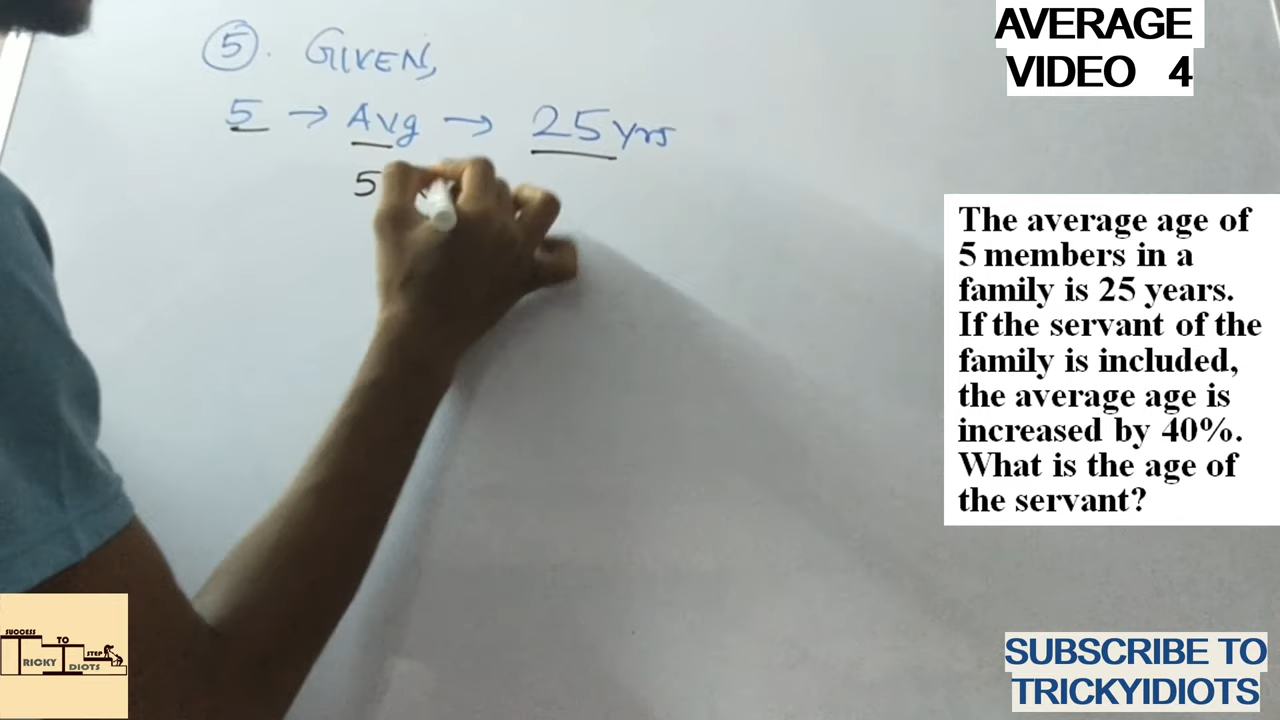 AVERAGE
VIDEO 4
5. GIVEN,
5 → Avg → 25 yrs
5
The average age of
5 members in a
family is 25 years.
If the servant of the
family is included,
the average age is
increased by 40%.
What is the age of
the servant?
SUCCESS TO STEP
TRICKY IDIOTS
SUBSCRIBE TO
TRICKYIDIOTS